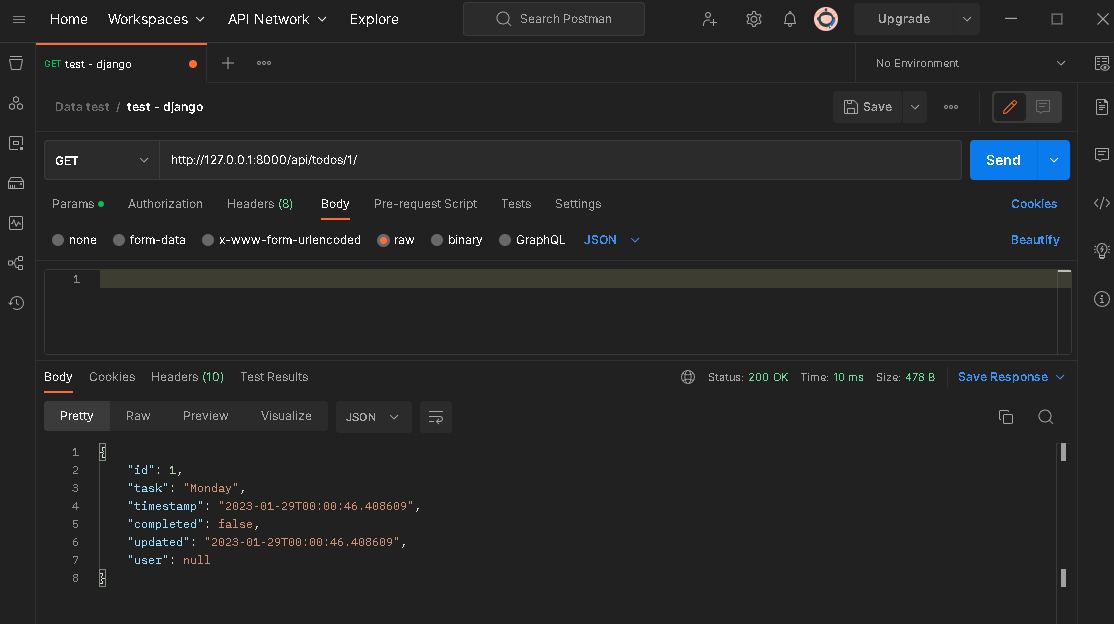 Home Workspaces API Network Explore Search Postman Upgrade
GET test - django No Environment
Data test / test - django Save
GET http://127.0.0.1:8000/api/todos/1/ Send
Params Authorization Headers (8) Body Pre-request Script Tests Settings Cookies
none form-data x-www-form-urlencoded raw binary GraphQL JSON Beautify
1
Body Cookies Headers (10) Test Results Status: 200 OK Time: 10 ms Size: 478 B Save Response
Pretty Raw Preview Visualize JSON
1 {
2 "id": 1,
3 "task": "Monday",
4 "timestamp": "2023-01-29T00:00:46.408609",
5 "completed": false,
6 "updated": "2023-01-29T00:00:46.408609",
7 "user": null
8 }